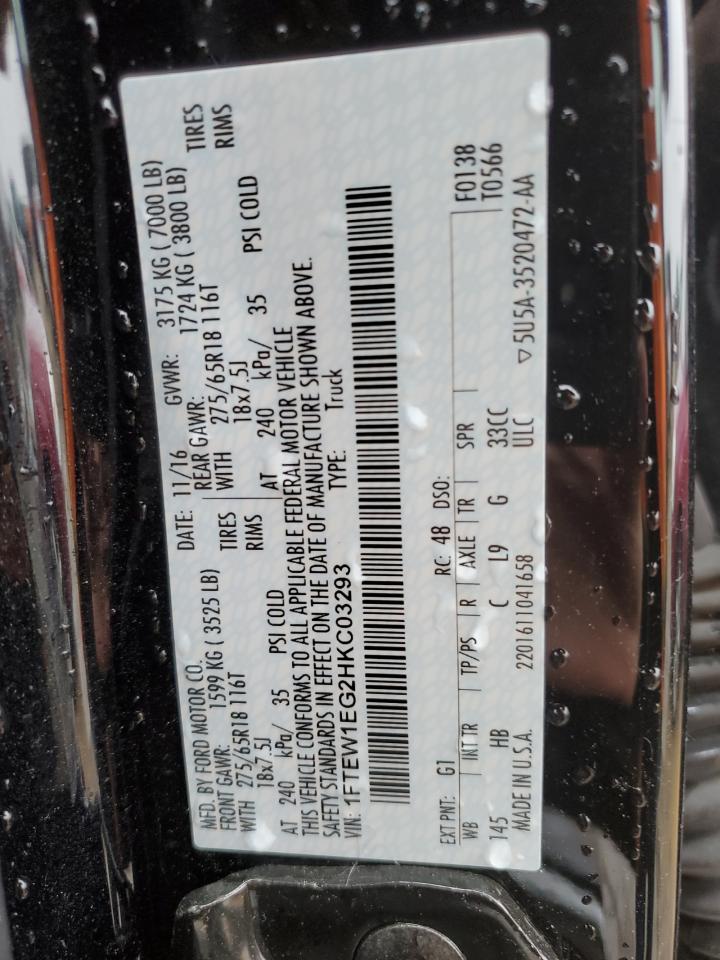 MFD. BY FORD MOTOR CO.
DATE: 11/16 GVWR: 3175 KG ( 7000 LB)
FRONT GAWR: 1599 KG ( 3525 LB)
REAR GAWR: 1724 KG ( 3800 LB)
WITH 275/65R18 116T TIRES
WITH 275/65R18 116T TIRES
18x7.5J RIMS
18x7.5J RIMS
AT 240 kPa/ 35 PSI COLD
AT 240 kPa/ 35 PSI COLD
THIS VEHICLE CONFORMS TO ALL APPLICABLE FEDERAL MOTOR VEHICLE
SAFETY STANDARDS IN EFFECT ON THE DATE OF MANUFACTURE SHOWN ABOVE.
VIN: 1FTEW1EG2HKC03293 TYPE: Truck
EXT PNT: G1 RC: 48 DSO: F0138
WB INT TR TP/PS R AXLE TR SPR T0566
145 HB C L9 G 33CC
MADE IN U.S.A. 2201611041658 ULC ▽5U5A-3520472-AA